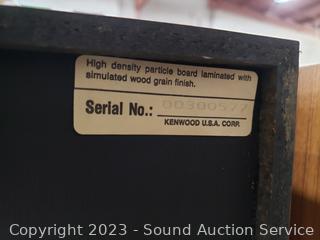 High density particle board laminated with
simulated wood grain finish.
Serial No.: 00300577
KENWOOD U.S.A. CORP.
Copyright 2023 - Sound Auction Service